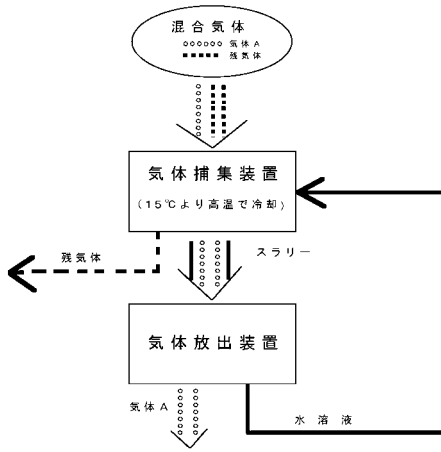 混合気体
気体A
残気体
気体捕集装置
(15℃より高温で冷却)
残気体
スラリー
気体放出装置
気体A
水溶液